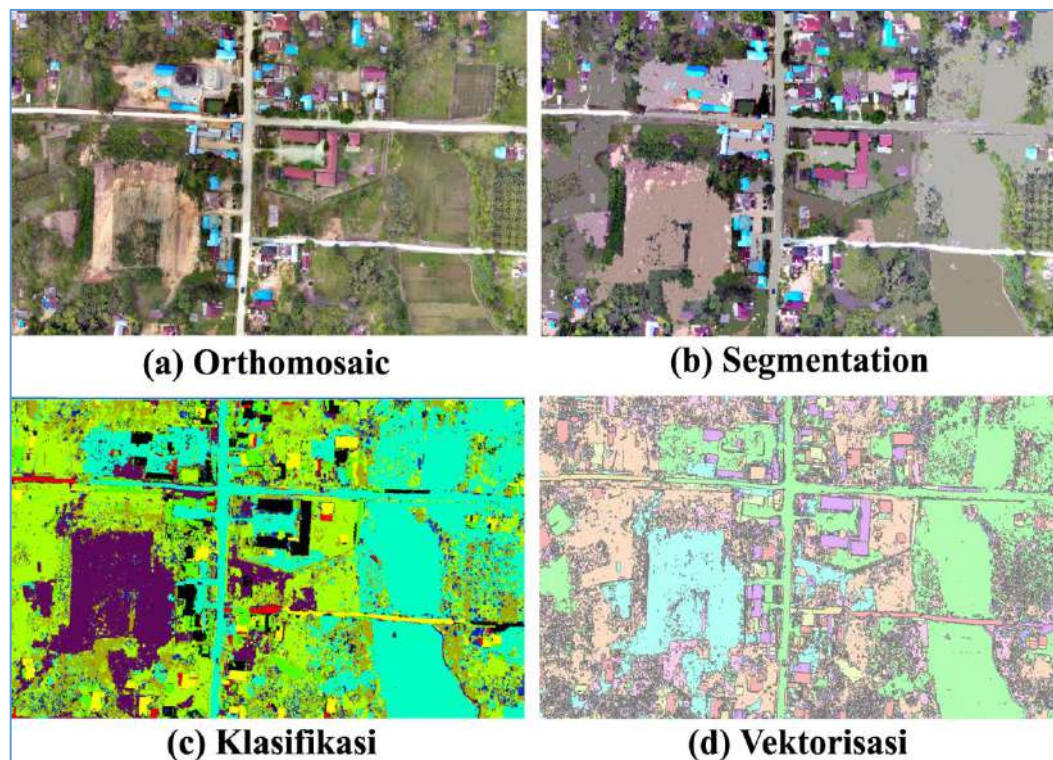 (a) Orthomosaic
(b) Segmentation
(c) Klasifikasi
(d) Vektorisasi